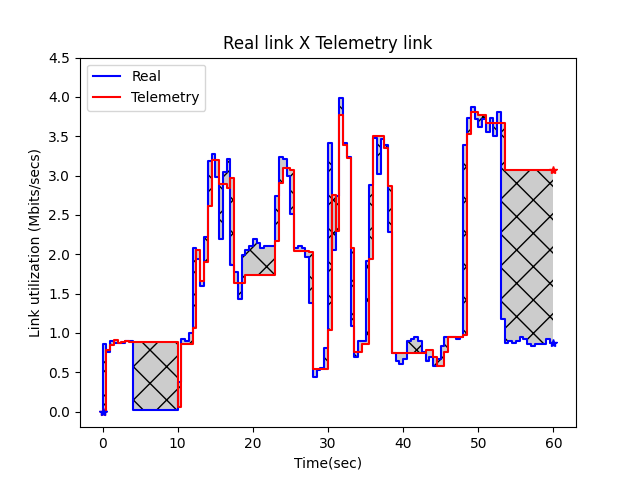 Real link X Telemetry link
Real
Telemetry
Link utilization (Mbits/secs)
4.5
4.0
3.5
3.0
2.5
2.0
1.5
1.0
0.5
0.0
0 10 20 30 40 50 60
Time(sec)